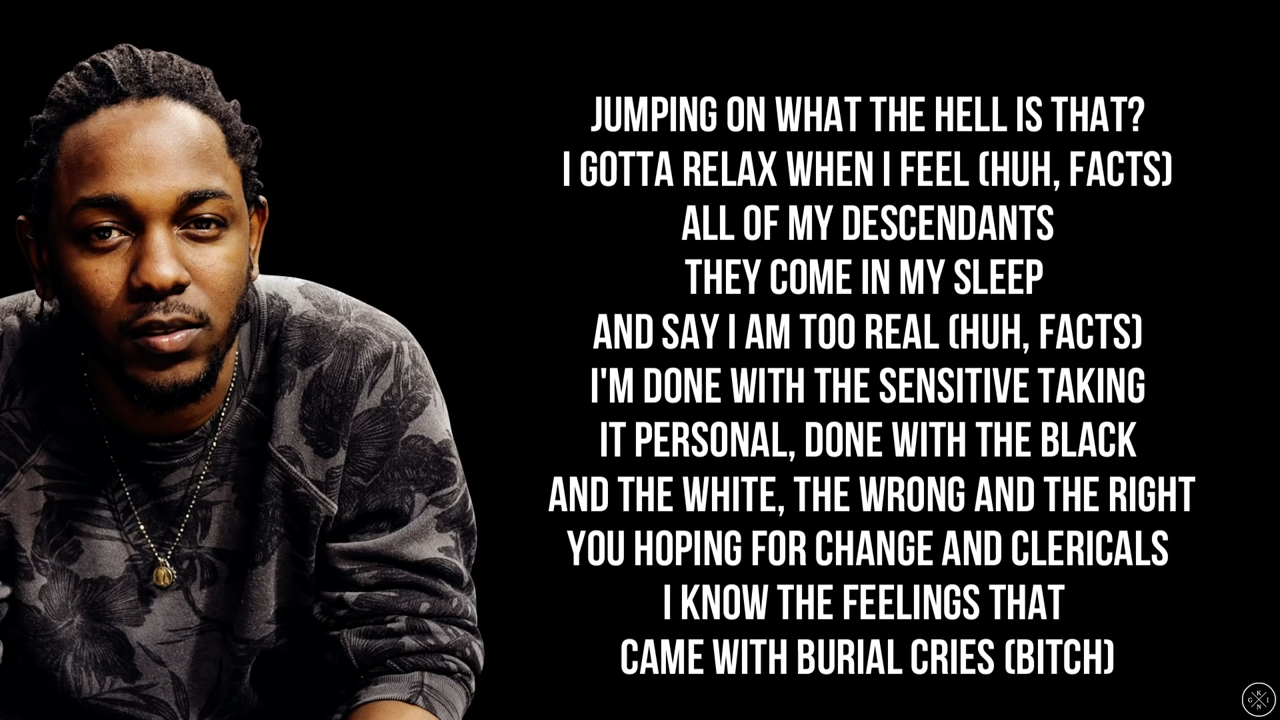 JUMPING ON WHAT THE HELL IS THAT?
I GOTTA RELAX WHEN I FEEL (HUH, FACTS)
ALL OF MY DESCENDANTS
THEY COME IN MY SLEEP
AND SAY I AM TOO REAL (HUH, FACTS)
I'M DONE WITH THE SENSITIVE TAKING
IT PERSONAL, DONE WITH THE BLACK
AND THE WHITE, THE WRONG AND THE RIGHT
YOU HOPING FOR CHANGE AND CLERICALS
I KNOW THE FEELINGS THAT
CAME WITH BURIAL CRIES (BITCH)
K
G I
N